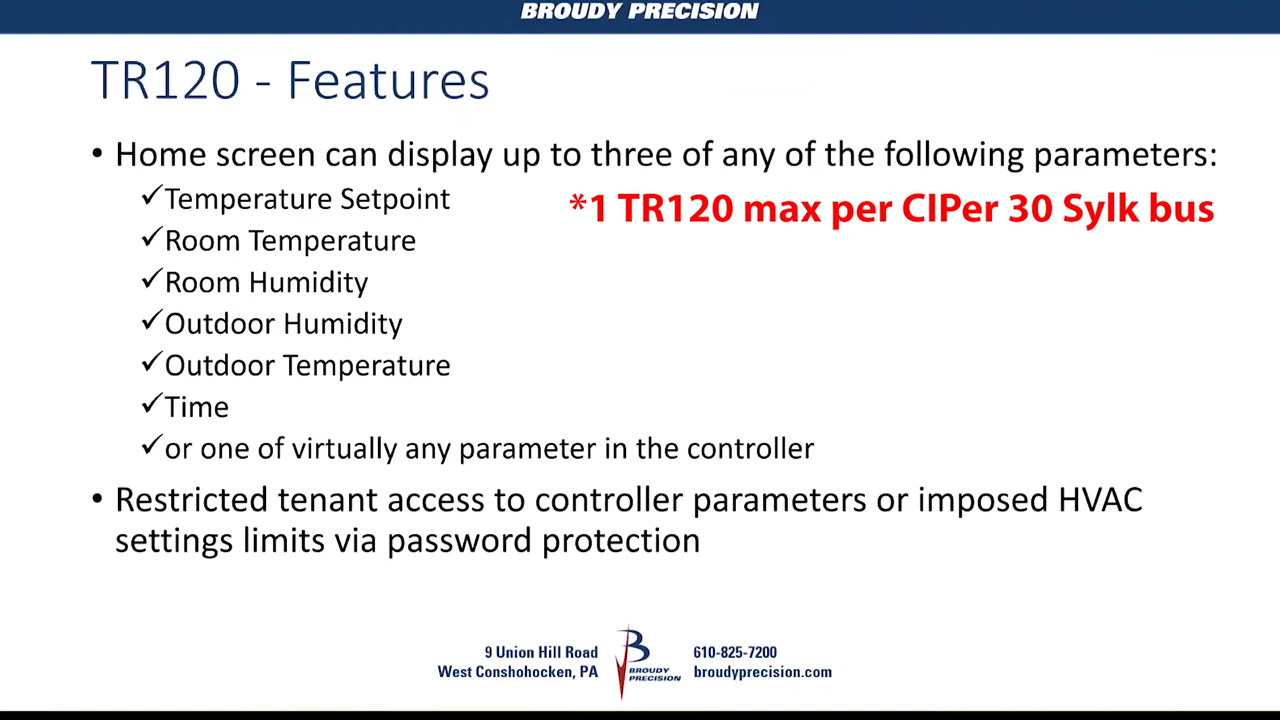 BROUDY PRECISION
TR120 - Features
• Home screen can display up to three of any of the following parameters:
✓Temperature Setpoint
*1 TR120 max per CIPer 30 Sylk bus
✓Room Temperature
✓Room Humidity
✓Outdoor Humidity
✓Outdoor Temperature
✓Time
✓or one of virtually any parameter in the controller
• Restricted tenant access to controller parameters or imposed HVAC
settings limits via password protection
9 Union Hill Road
West Conshohocken, PA
B
BROUDY
PRECISION
610-825-7200
broudyprecision.com